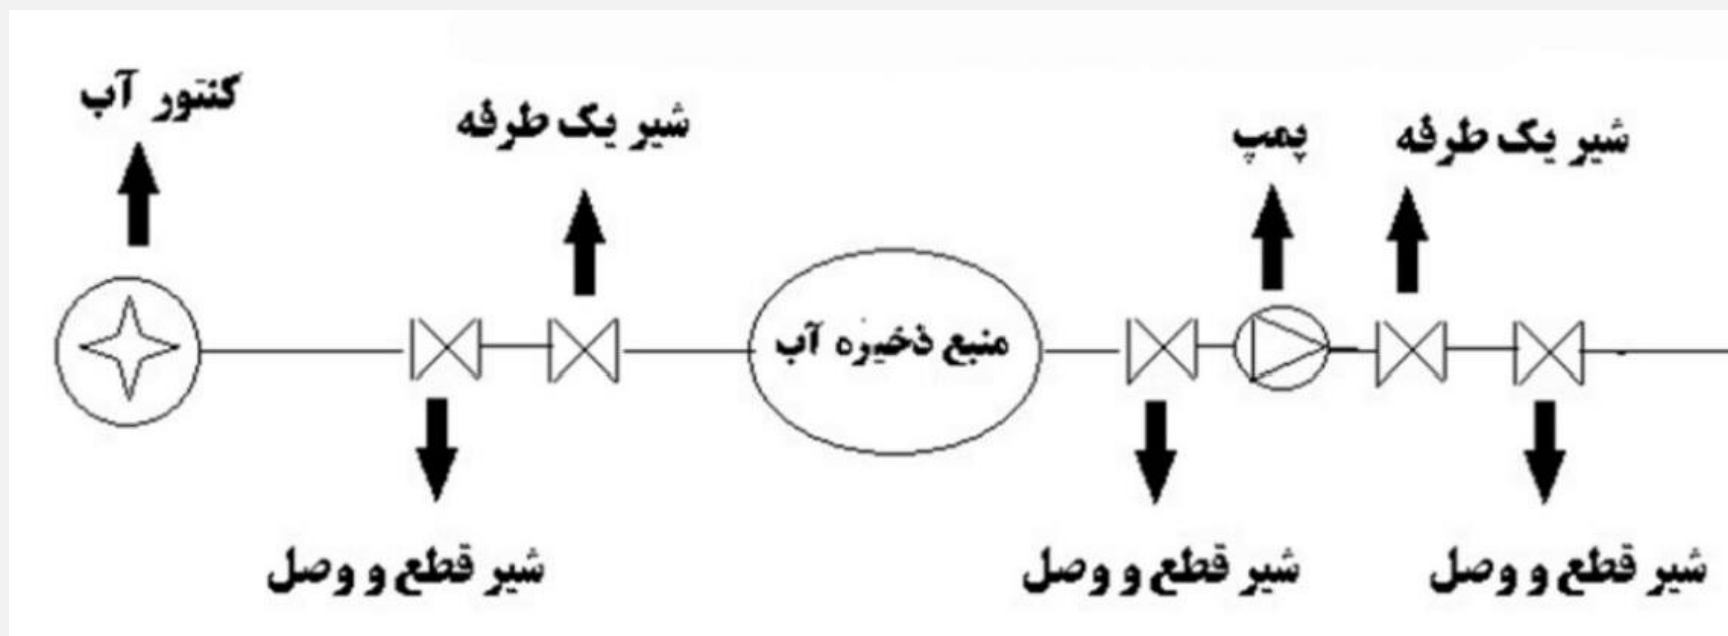 کنتور آب
شیر یک طرفه
پمپ
شیر یک طرفه
منبع ذخیره آب
شیر قطع و وصل
شیر قطع و وصل
شیر قطع و وصل